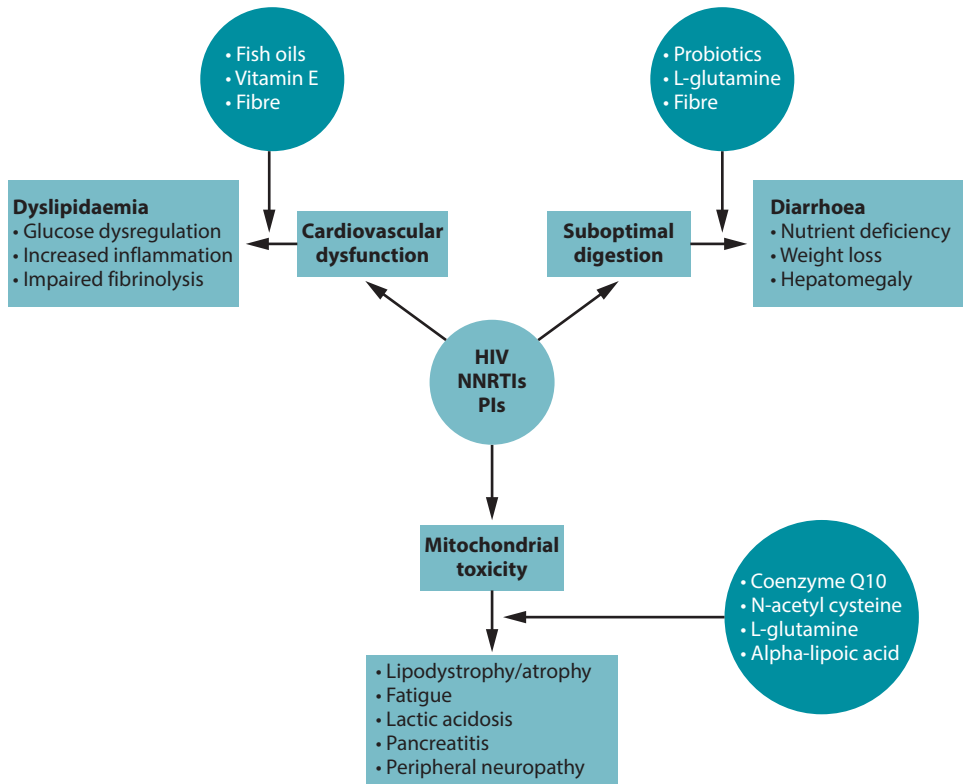 • Fish oils
• Vitamin E
• Fibre
• Probiotics
• L-glutamine
• Fibre
Dyslipidaemia
• Glucose dysregulation
• Increased inflammation
• Impaired fibrinolysis
Cardiovascular
dysfunction
Suboptimal
digestion
Diarrhoea
• Nutrient deficiency
• Weight loss
• Hepatomegaly
HIV
NNRTIs
PIs
Mitochondrial
toxicity
• Coenzyme Q10
• N-acetyl cysteine
• L-glutamine
• Alpha-lipoic acid
• Lipodystrophy/atrophy
• Fatigue
• Lactic acidosis
• Pancreatitis
• Peripheral neuropathy